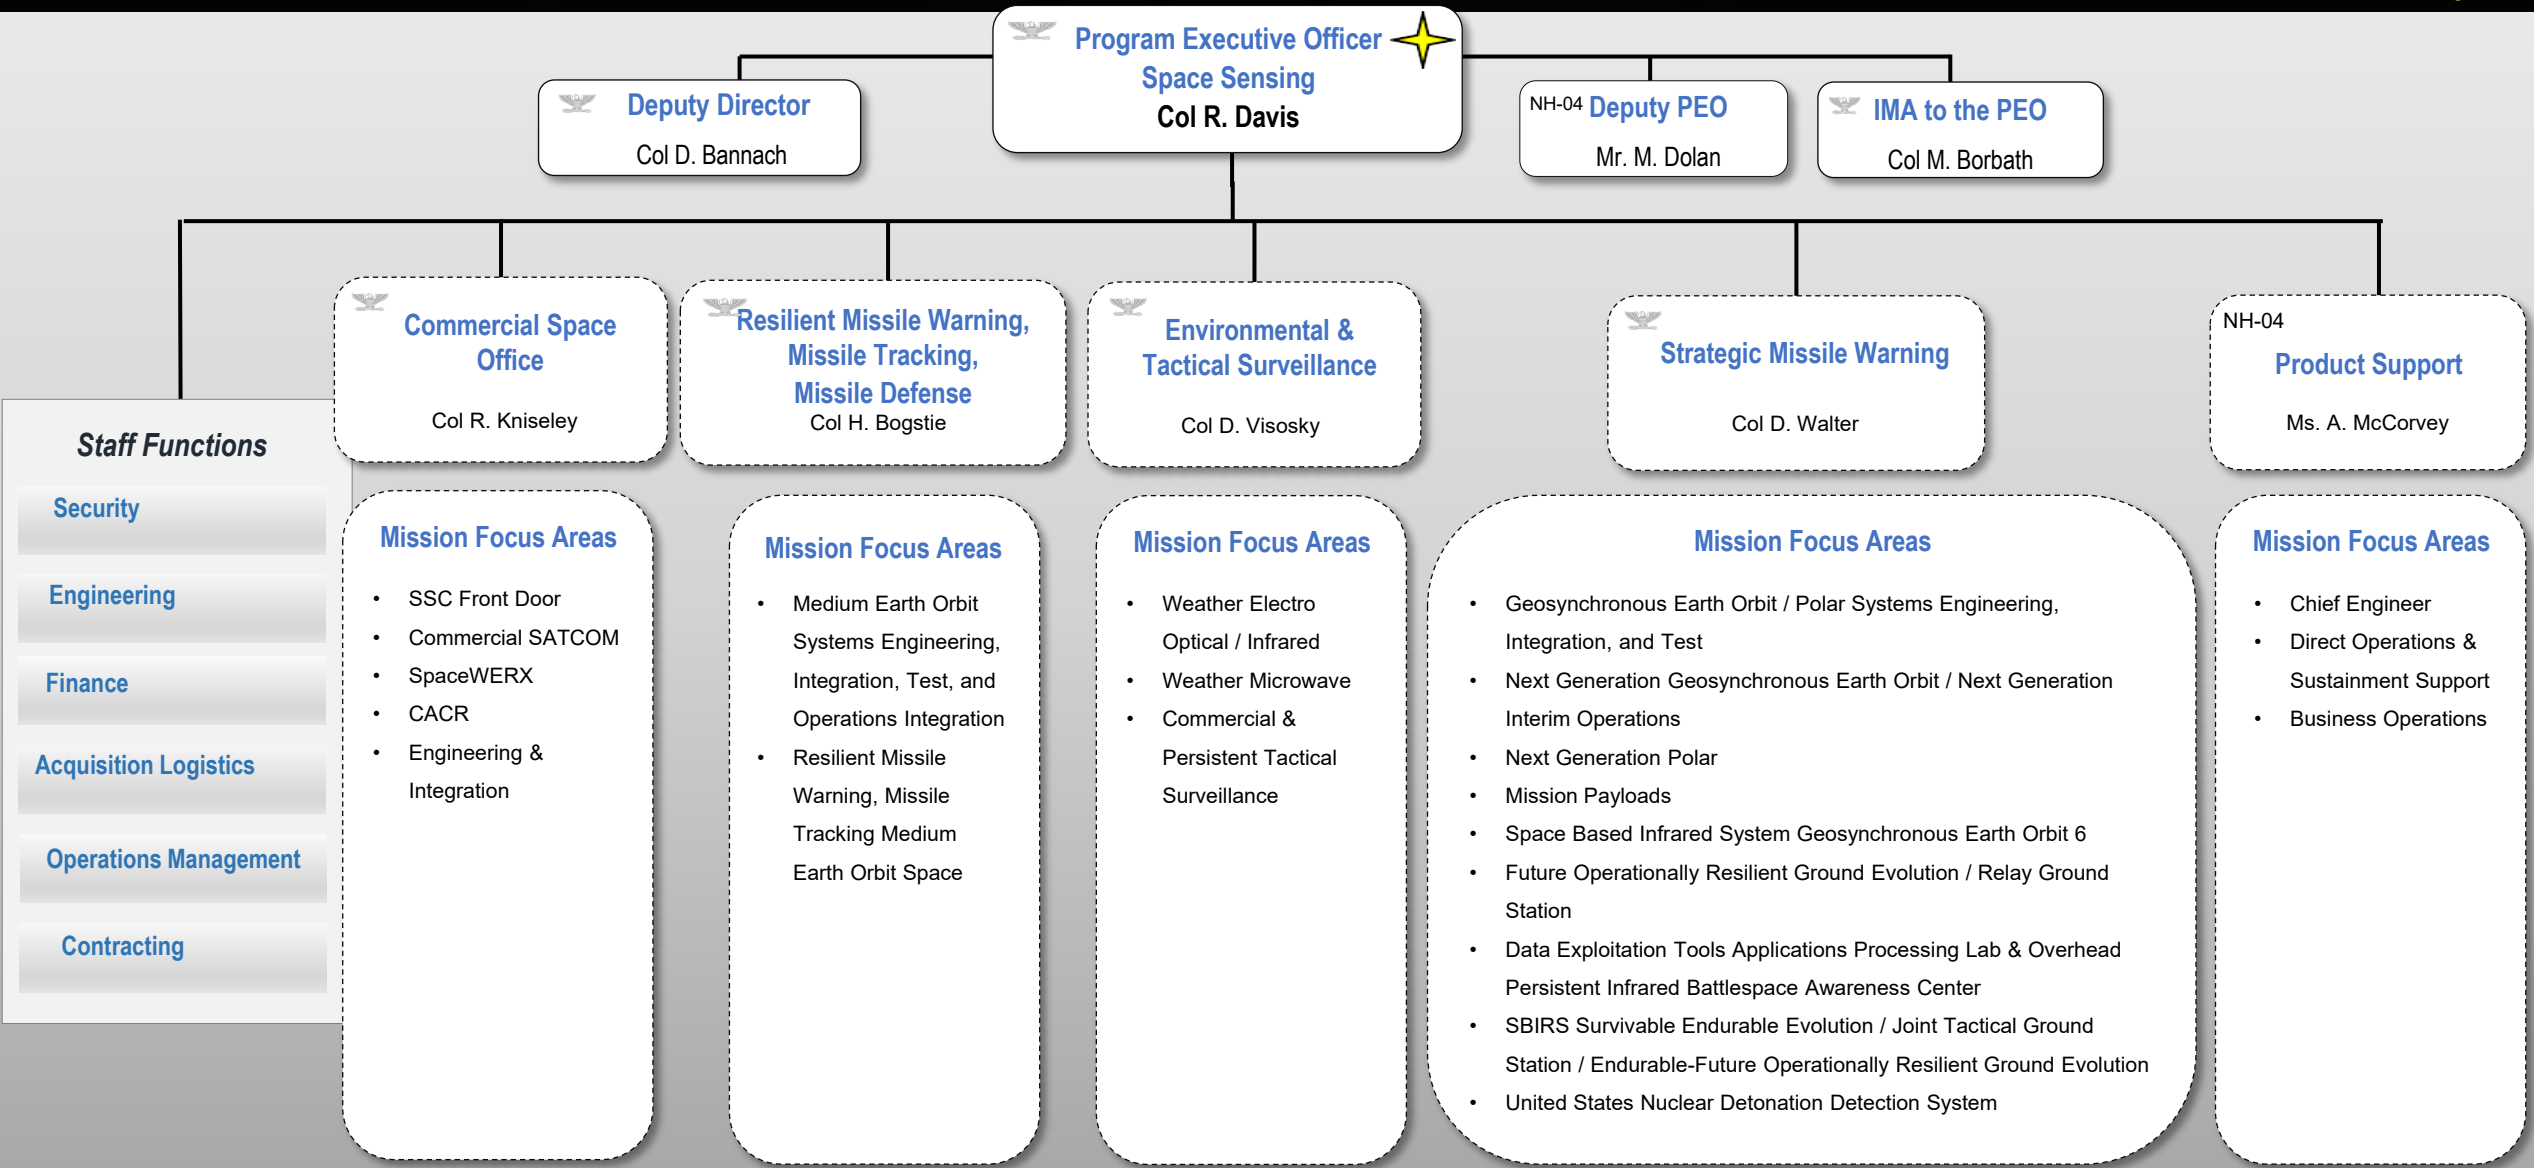 Program Executive Officer
Space Sensing
Col R. Davis
Deputy Director
Col D. Bannach
NH-04 Deputy PEO
Mr. M. Dolan
IMA to the PEO
Col M. Borbath
Staff Functions
Security
Engineering
Finance
Acquisition Logistics
Operations Management
Contracting
Commercial Space
Office
Col R. Kniseley
Mission Focus Areas
• SSC Front Door
• Commercial SATCOM
• SpaceWERX
• CACR
• Engineering &
Integration
Resilient Missile Warning,
Missile Tracking,
Missile Defense
Col H. Bogstie
Mission Focus Areas
• Medium Earth Orbit
Systems Engineering,
Integration, Test, and
Operations Integration
• Resilient Missile
Warning, Missile
Tracking Medium
Earth Orbit Space
Environmental &
Tactical Surveillance
Col D. Visosky
Mission Focus Areas
• Weather Electro
Optical / Infrared
• Weather Microwave
• Commercial &
Persistent Tactical
Surveillance
Strategic Missile Warning
Col D. Walter
Mission Focus Areas
• Geosynchronous Earth Orbit / Polar Systems Engineering,
Integration, and Test
• Next Generation Geosynchronous Earth Orbit / Next Generation
Interim Operations
• Next Generation Polar
• Mission Payloads
• Space Based Infrared System Geosynchronous Earth Orbit 6
• Future Operationally Resilient Ground Evolution / Relay Ground
Station
• Data Exploitation Tools Applications Processing Lab & Overhead
Persistent Infrared Battlespace Awareness Center
• SBIRS Survivable Endurable Evolution / Joint Tactical Ground
Station / Endurable-Future Operationally Resilient Ground Evolution
• United States Nuclear Detonation Detection System
NH-04
Product Support
Ms. A. McCorvey
Mission Focus Areas
• Chief Engineer
• Direct Operations &
Sustainment Support
• Business Operations